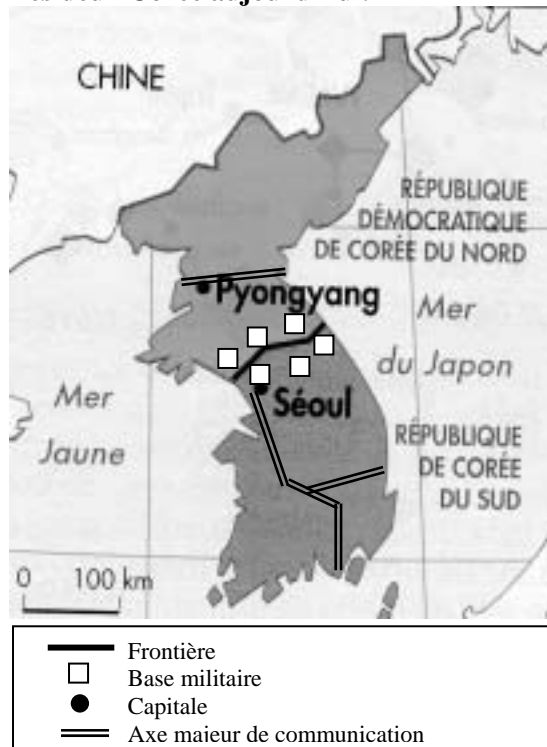 CHINE
RÉPUBLIQUE
DÉMOCRATIQUE
DE CORÉE DU NORD
Pyongyang
Mer
du Japon
Séoul
Mer
Jaune
RÉPUBLIQUE
DE CORÉE
DU SUD
0 100 km
Frontière
Base militaire
Capitale
Axe majeur de communication